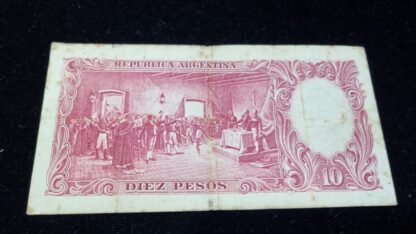 REPUBLICA ARGENTINA
DIEZ PESOS
10